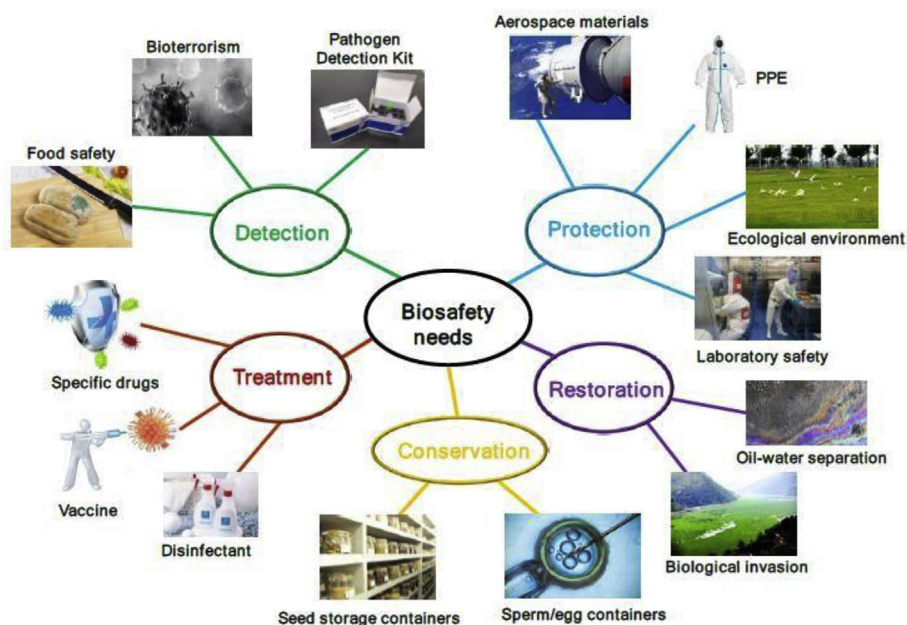 Aerospace materials
Bioterrorism
Pathogen
Detection Kit
PPE
Food safety
Detection
Protection
Ecological environment
Biosafety
needs
Laboratory safety
Specific drugs
Treatment
Restoration
Conservation
Oil-water separation
Vaccine
Disinfectant
Biological invasion
Seed storage containers
Sperm/egg containers